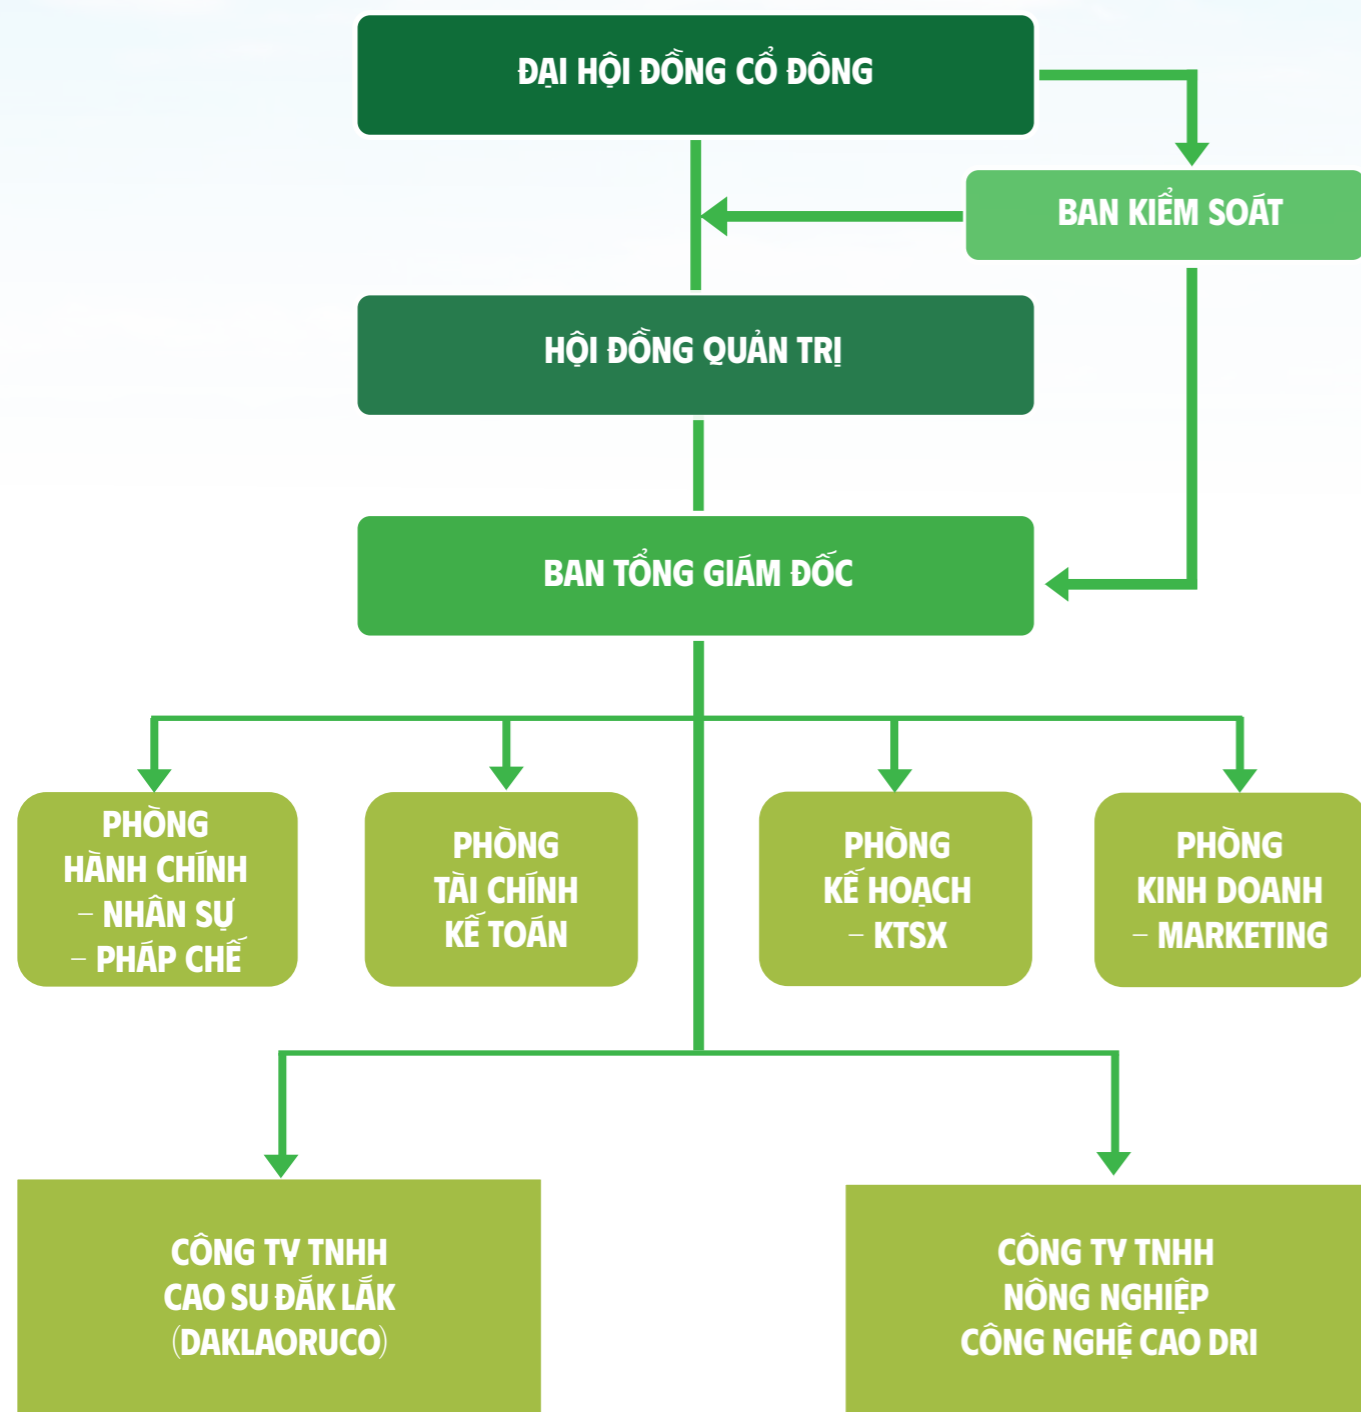 ĐẠI HỘI ĐỒNG CỔ ĐÔNG
BAN KIỂM SOÁT
HỘI ĐỒNG QUẢN TRỊ
BAN TỔNG GIÁM ĐỐC
PHÒNG
HÀNH CHÍNH
– NHÂN SỰ
– PHÁP CHẾ
PHÒNG
TÀI CHÍNH
KẾ TOÁN
PHÒNG
KẾ HOẠCH
– KTSX
PHÒNG
KINH DOANH
– MARKETING
CÔNG TY TNHH
CAO SU ĐẮK LẮK
(DAKLAORUCO)
CÔNG TY TNHH
NÔNG NGHIỆP
CÔNG NGHỆ CAO DRI